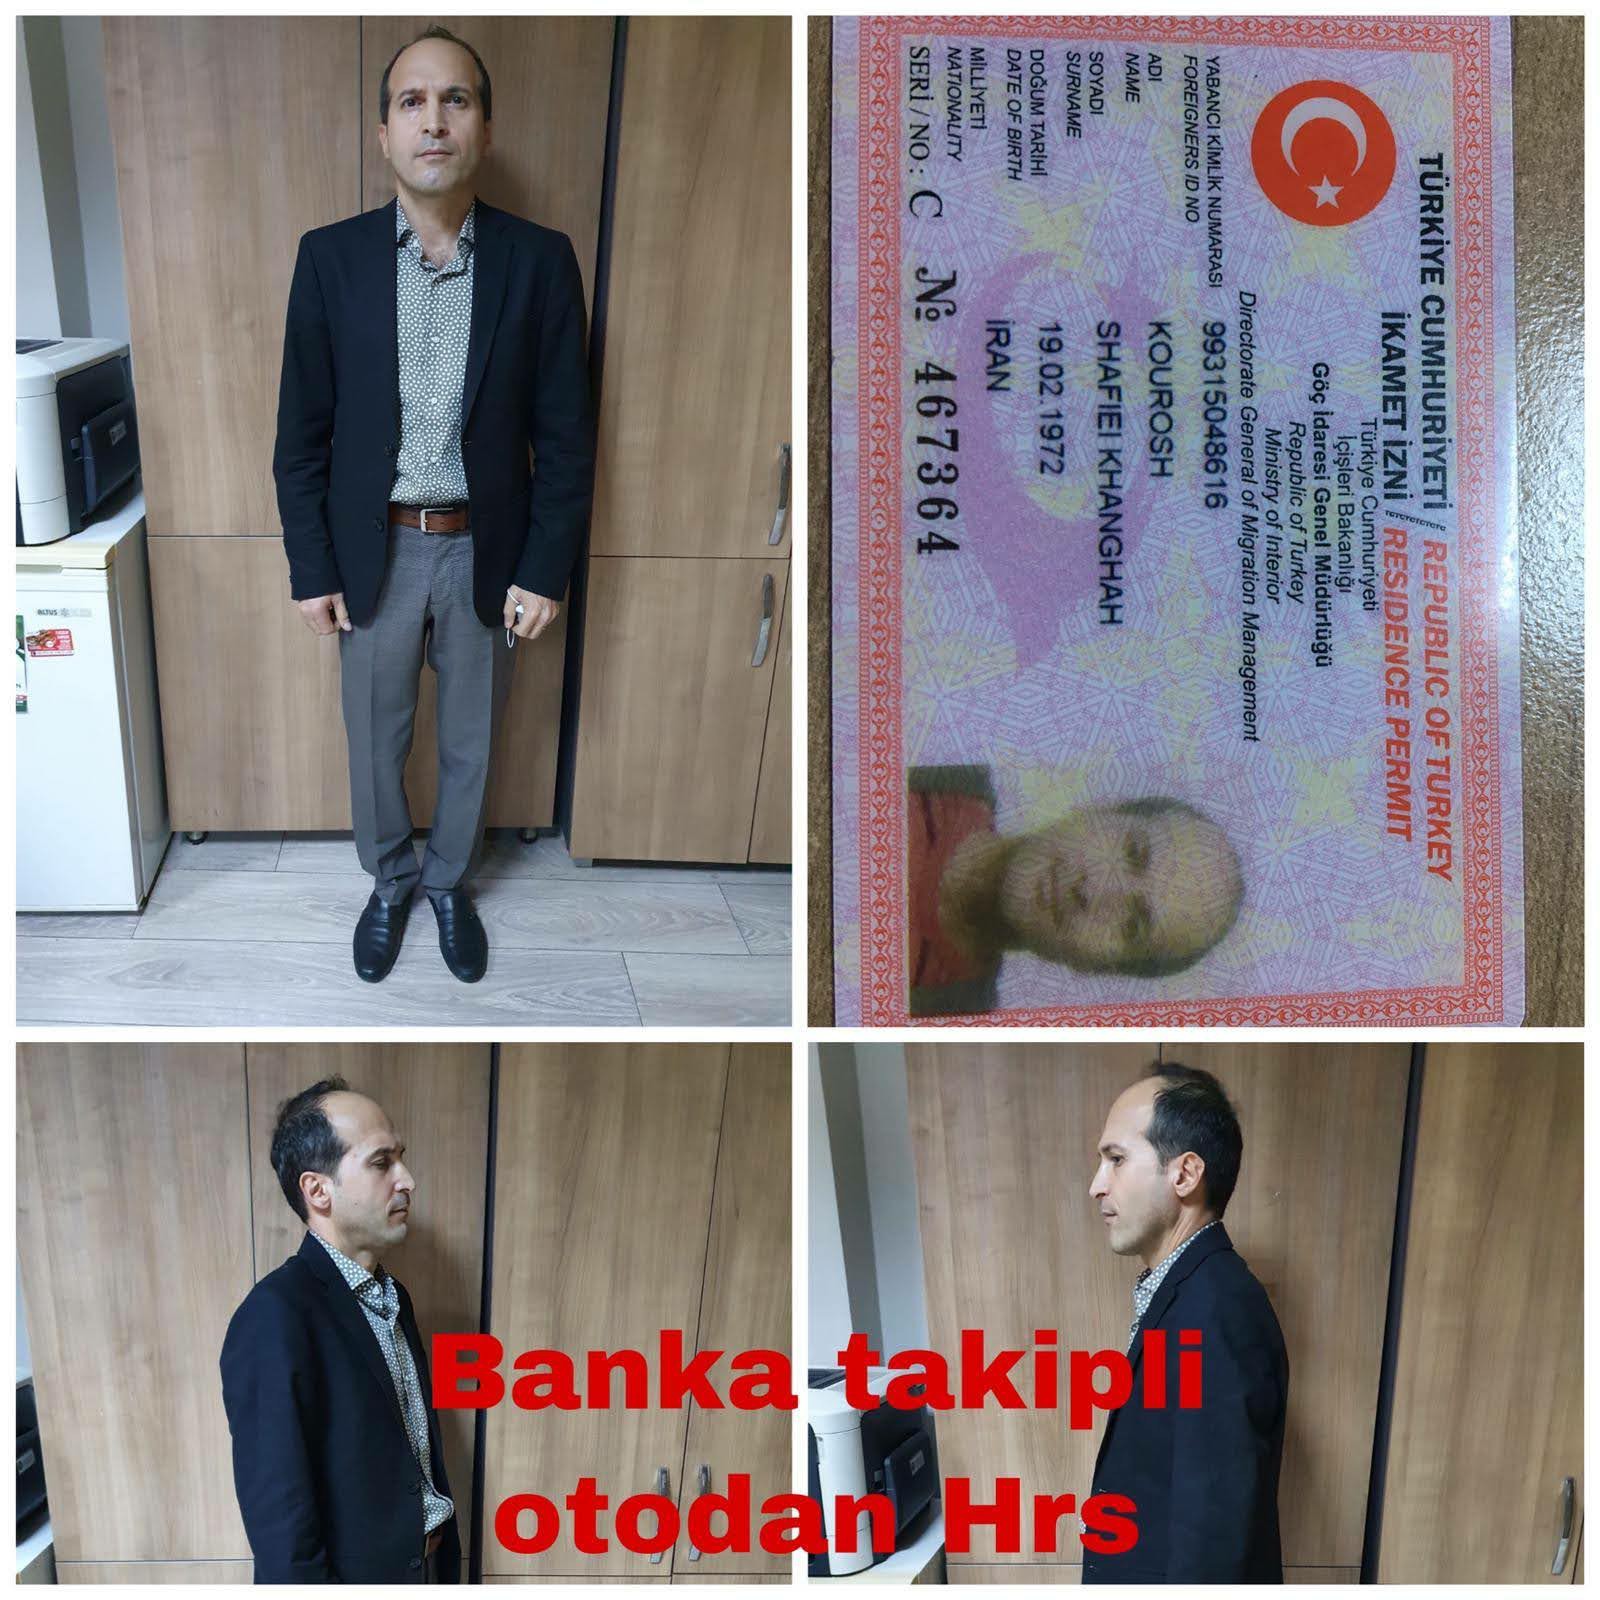 TÜRKİYE CUMHURİYETİ / REPUBLIC OF TURKEY
İKAMET İZNİ / RESIDENCE PERMIT
Türkiye Cumhuriyeti
İçişleri Bakanlığı
Göç İdaresi Genel Müdürlüğü
Republic of Turkey
Ministry of Interior
Directorate General of Migration Management
YABANCI KİMLİK NUMARASI 99315048616
FOREIGNERS ID NO
ADI KOUROSH
NAME
SOYADI SHAFIEI KHANGHAH
SURNAME
DOĞUM TARİHİ 19.02.1972
DATE OF BIRTH
MİLLİYETİ İRAN
NATIONALITY
SERİ / NO : C № 467364
ALTUS
Banka takipli
otodan Hrs